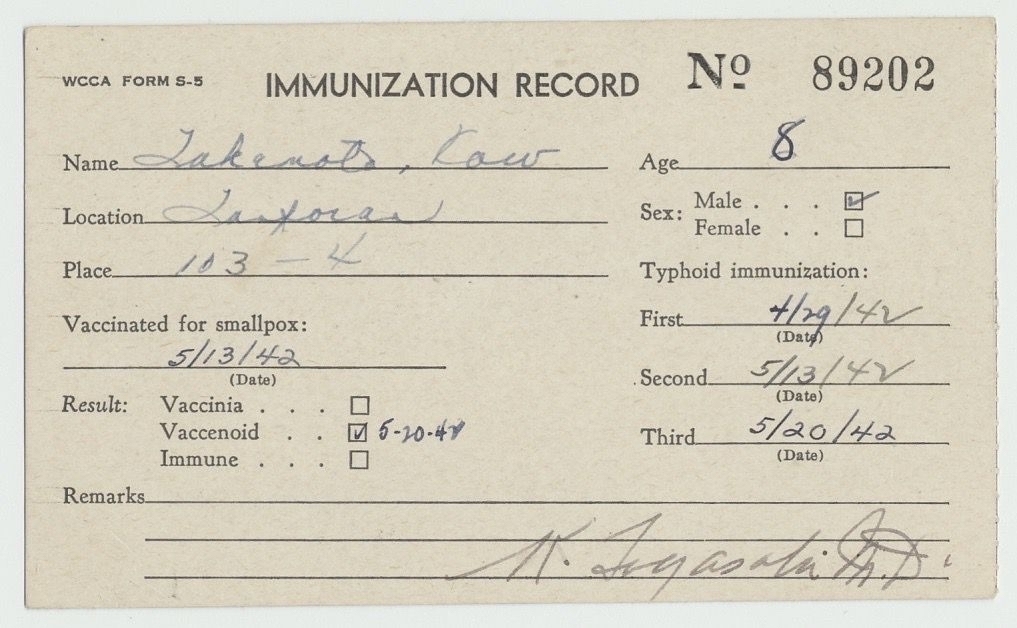 WCCA FORM S-5 IMMUNIZATION RECORD No 89202
Name Takemoto, Kow Age 8
Location Tanforan Sex: Male . . . ☑
Female . . ☐
Place 103 - 4 Typhoid immunization:
Vaccinated for smallpox: First 4/29/42
(Date)
5/13/42
(Date)
Second 5/13/42
(Date)
Result: Vaccinia . . . ☐
Vaccenoid . . ☑ 5-20-42
Immune . . . ☐
Third 5/20/42
(Date)
Remarks
K. Togasaki M.D.